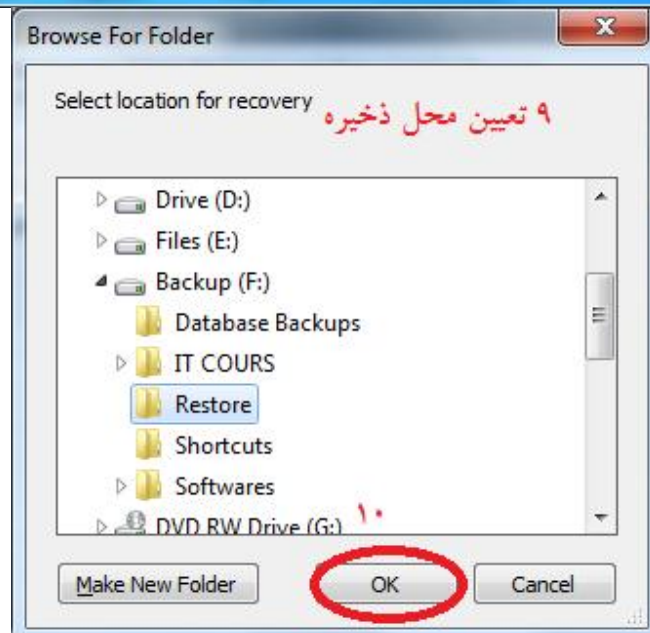 Browse For Folder
Select location for recovery
۹ تعیین محل ذخیره
Drive (D:)
Files (E:)
Backup (F:)
Database Backups
IT COURS
Restore
Shortcuts
Softwares
DVD RW Drive (G:)
۱۰
Make New Folder
OK
Cancel